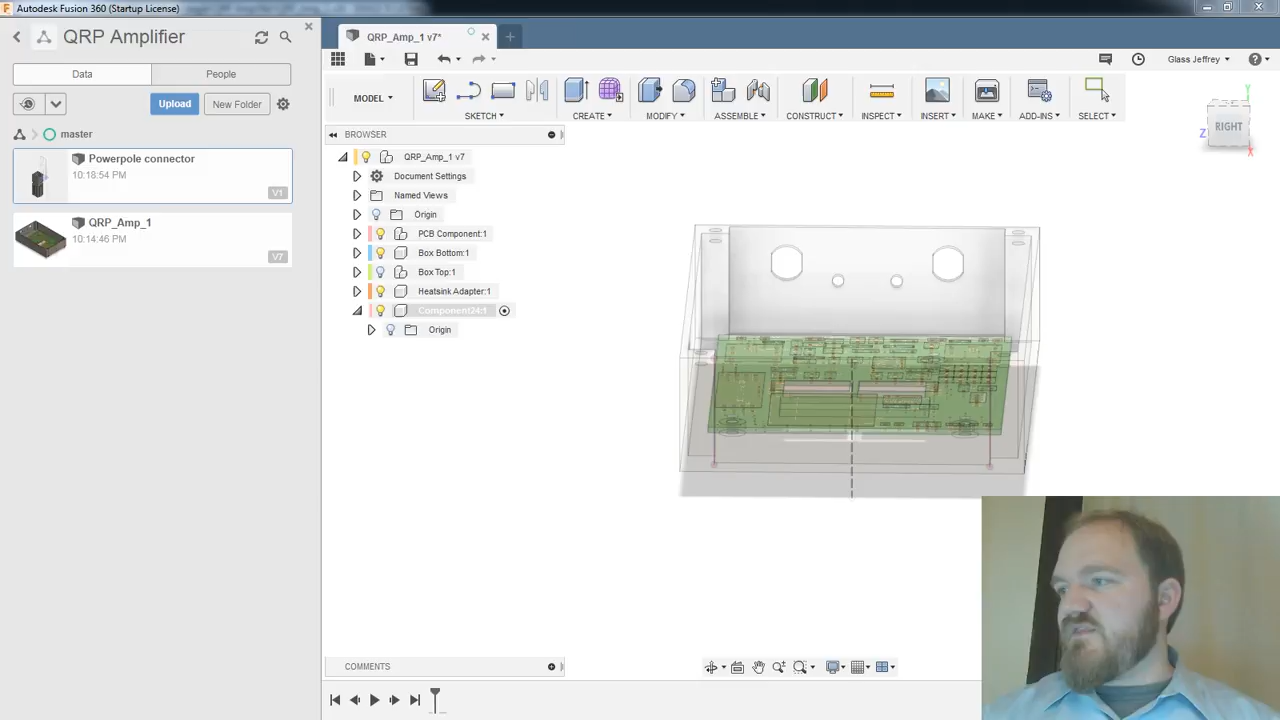 Autodesk Fusion 360 (Startup License)
QRP Amplifier
Data
People
Upload
New Folder
master
Powerpole connector
10:18:54 PM
V1
QRP_Amp_1
10:14:46 PM
V7
QRP_Amp_1 v7*
Glass Jeffrey
MODEL
SKETCH
CREATE
MODIFY
ASSEMBLE
CONSTRUCT
INSPECT
INSERT
MAKE
ADD-INS
SELECT
BROWSER
QRP_Amp_1 v7
Document Settings
Named Views
Origin
PCB Component:1
Box Bottom:1
Box Top:1
Heatsink Adapter:1
Component24:1
Origin
Y
Z
RIGHT
X
COMMENTS